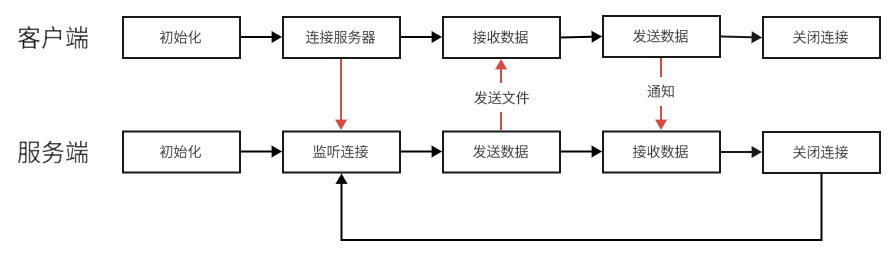 客户端
初始化
连接服务器
接收数据
发送数据
关闭连接
发送文件
通知
服务端
初始化
监听连接
发送数据
接收数据
关闭连接